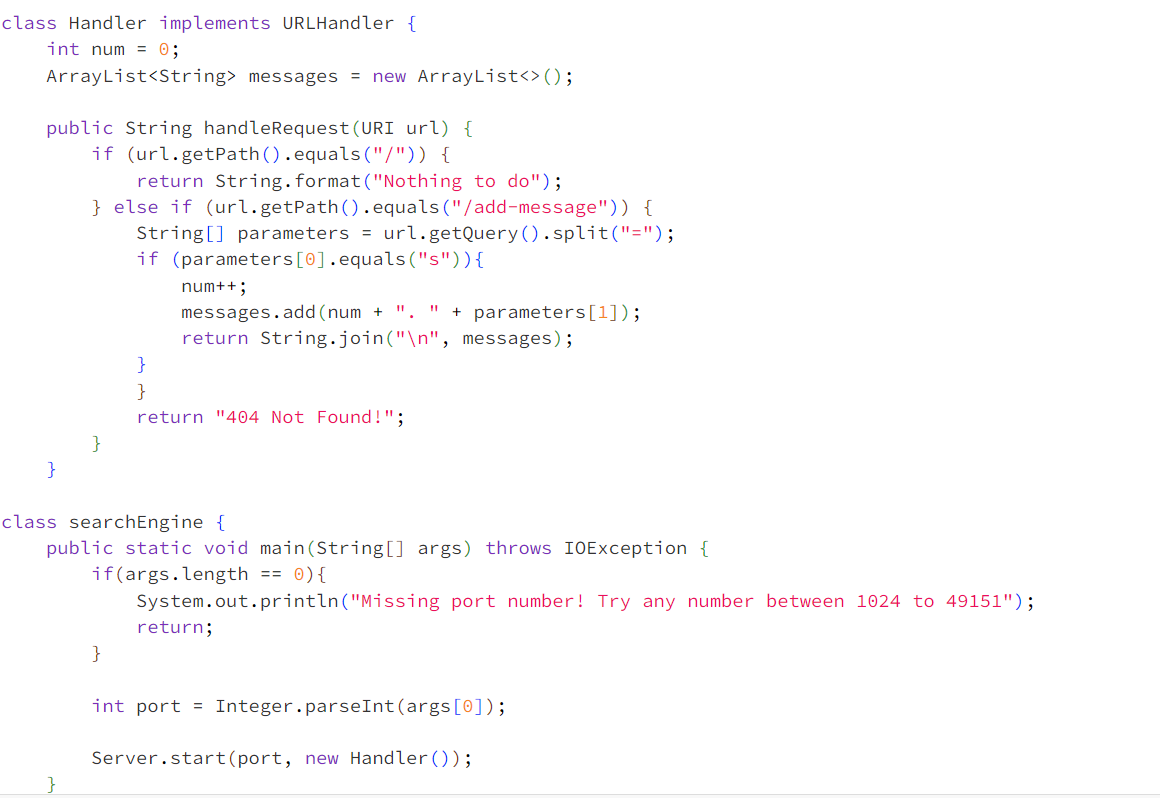 class Handler implements URLHandler {
    int num = 0;
    ArrayList<String> messages = new ArrayList<>();

    public String handleRequest(URI url) {
        if (url.getPath().equals("/")) {
            return String.format("Nothing to do");
        } else if (url.getPath().equals("/add-message")) {
            String[] parameters = url.getQuery().split("=");
            if (parameters[0].equals("s")){
                num++;
                messages.add(num + ". " + parameters[1]);
                return String.join("\n", messages);
            }
            }
            return "404 Not Found!";
        }
    }

class searchEngine {
    public static void main(String[] args) throws IOException {
        if(args.length == 0){
            System.out.println("Missing port number! Try any number between 1024 to 49151");
            return;
        }

        int port = Integer.parseInt(args[0]);

        Server.start(port, new Handler());
    }